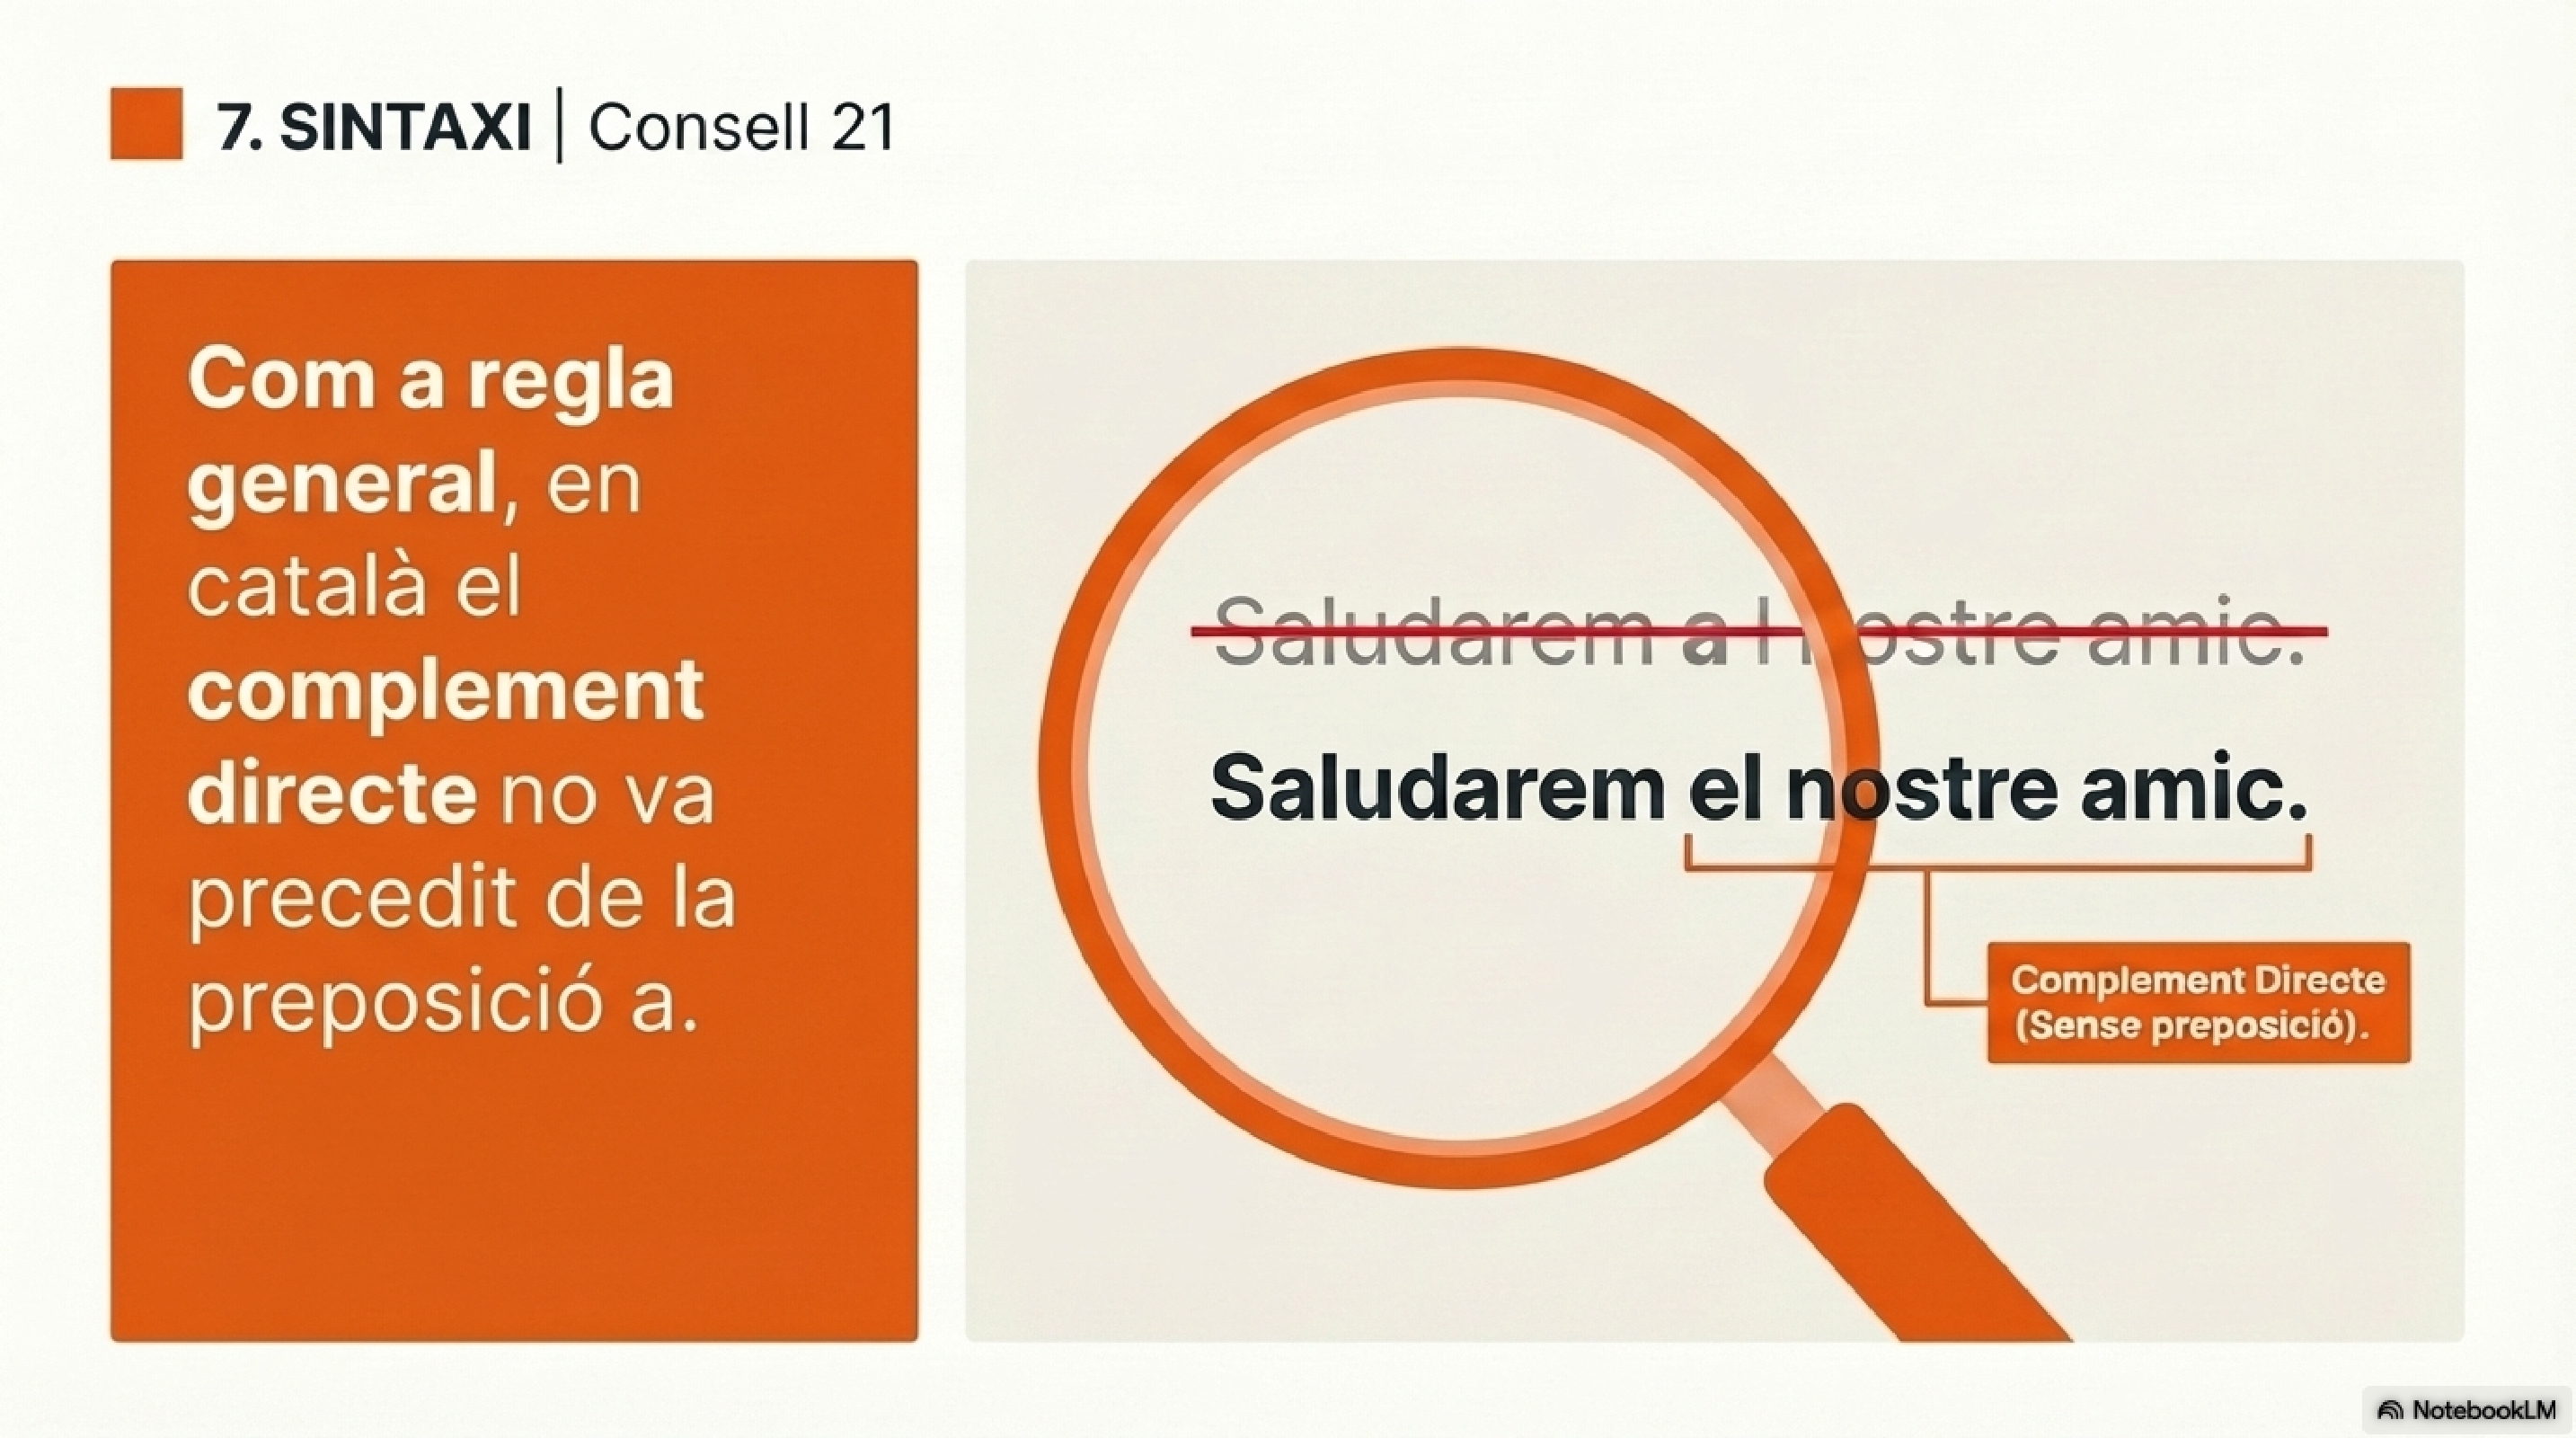 7. SINTAXI | Consell 21
Com a regla
general, en
català el
complement
directe no va
precedit de la
preposició a.
Saludarem a l nostre amic.
Saludarem el nostre amic.
Complement Directe
(Sense preposició).
NotebookLM